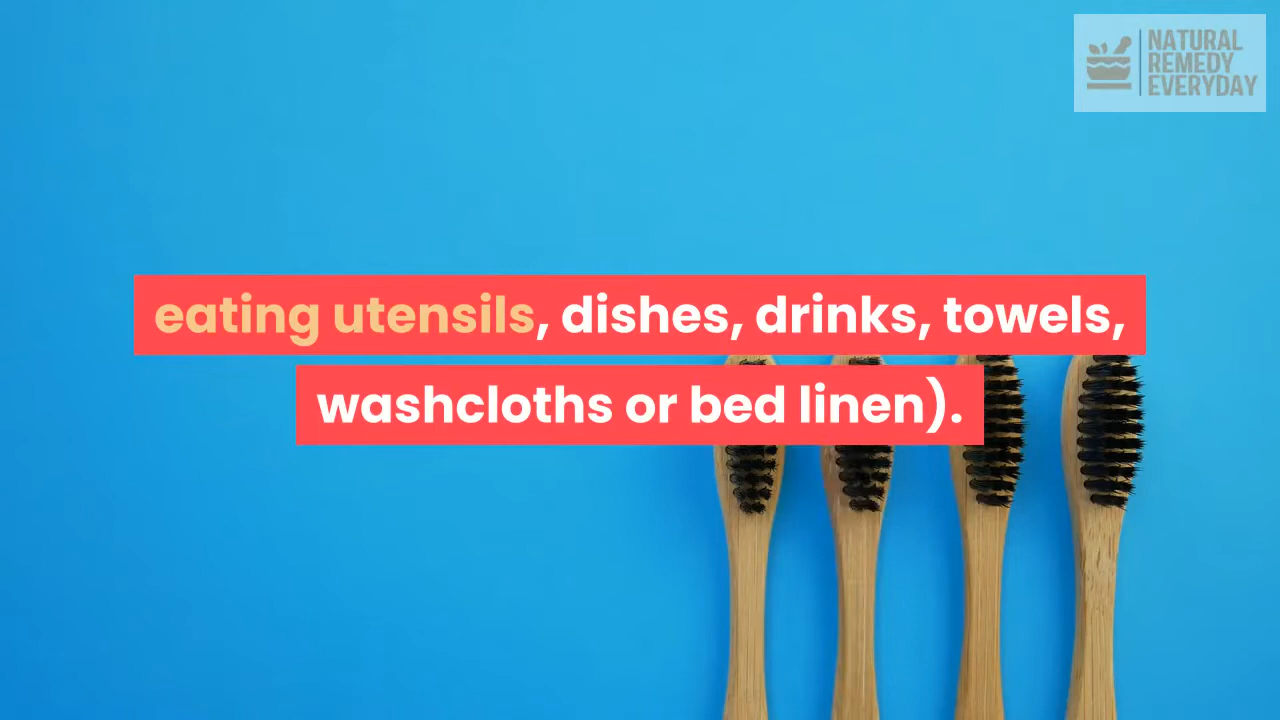 NATURAL
REMEDY
EVERYDAY
eating utensils, dishes, drinks, towels,
washcloths or bed linen).